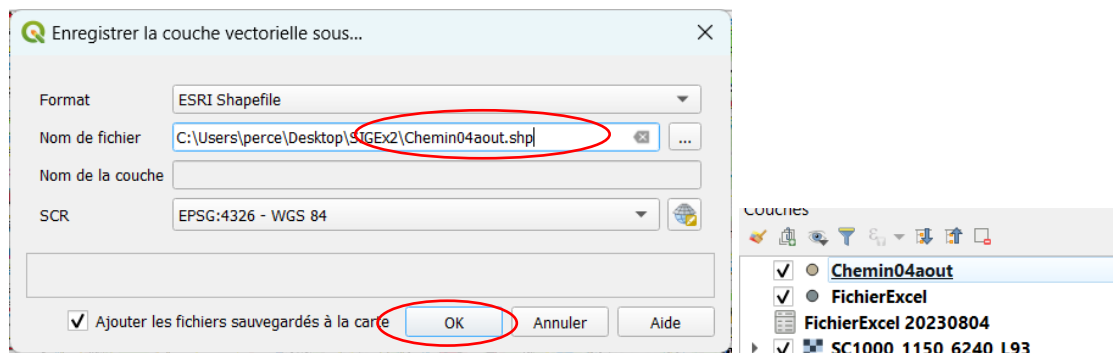 Enregistrer la couche vectorielle sous...
Format ESRI Shapefile
Nom de fichier C:\Users\perce\Desktop\SIGEx2\Chemin04aout.shp ...
Nom de la couche
SCR EPSG:4326 - WGS 84
Ajouter les fichiers sauvegardés à la carte OK Annuler Aide
Couches
Chemin04aout
FichierExcel
FichierExcel 20230804
SC1000_1150_6240_L93